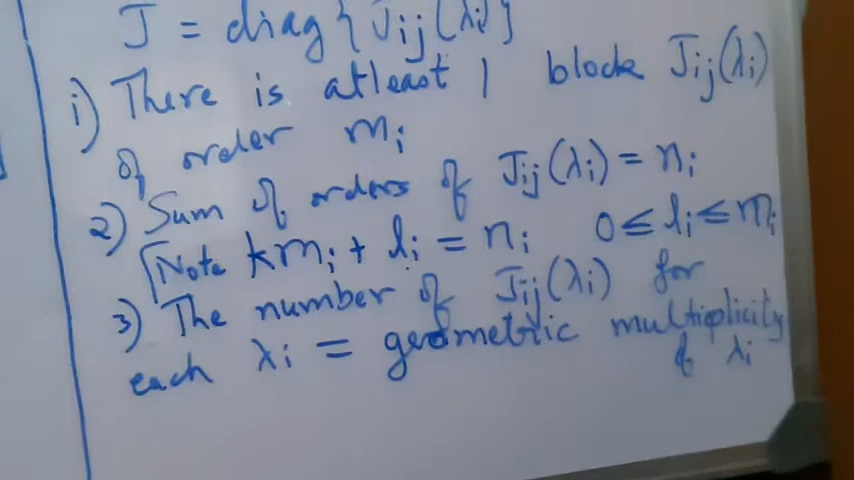 J = diag { Jij(λi) }
i) There is atleast 1 block Jij(λi)
of order mi
2) Sum of orders of Jij(λi) = ni
[Note kmi + li = ni 0 ≤ li ≤ mi
3) The number of Jij(λi) for
each λi = geometric multiplicity
of λi